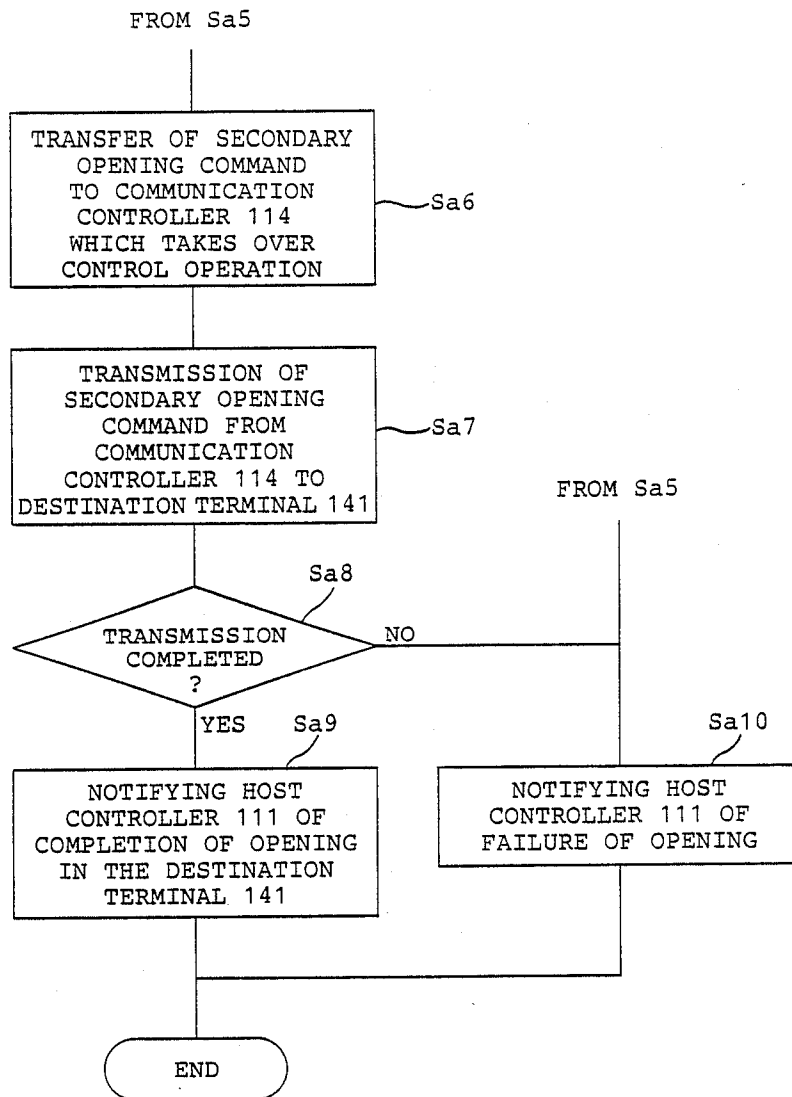 FROM Sa5
TRANSFER OF SECONDARY
OPENING COMMAND
TO COMMUNICATION
CONTROLLER 114
WHICH TAKES OVER
CONTROL OPERATION
Sa6
TRANSMISSION OF
SECONDARY OPENING
COMMAND FROM
COMMUNICATION
CONTROLLER 114 TO
DESTINATION TERMINAL 141
Sa7
FROM Sa5
Sa8
TRANSMISSION
COMPLETED
?
NO
YES
Sa9
NOTIFYING HOST
CONTROLLER 111 OF
COMPLETION OF OPENING
IN THE DESTINATION
TERMINAL 141
Sa10
NOTIFYING HOST
CONTROLLER 111 OF
FAILURE OF OPENING
END